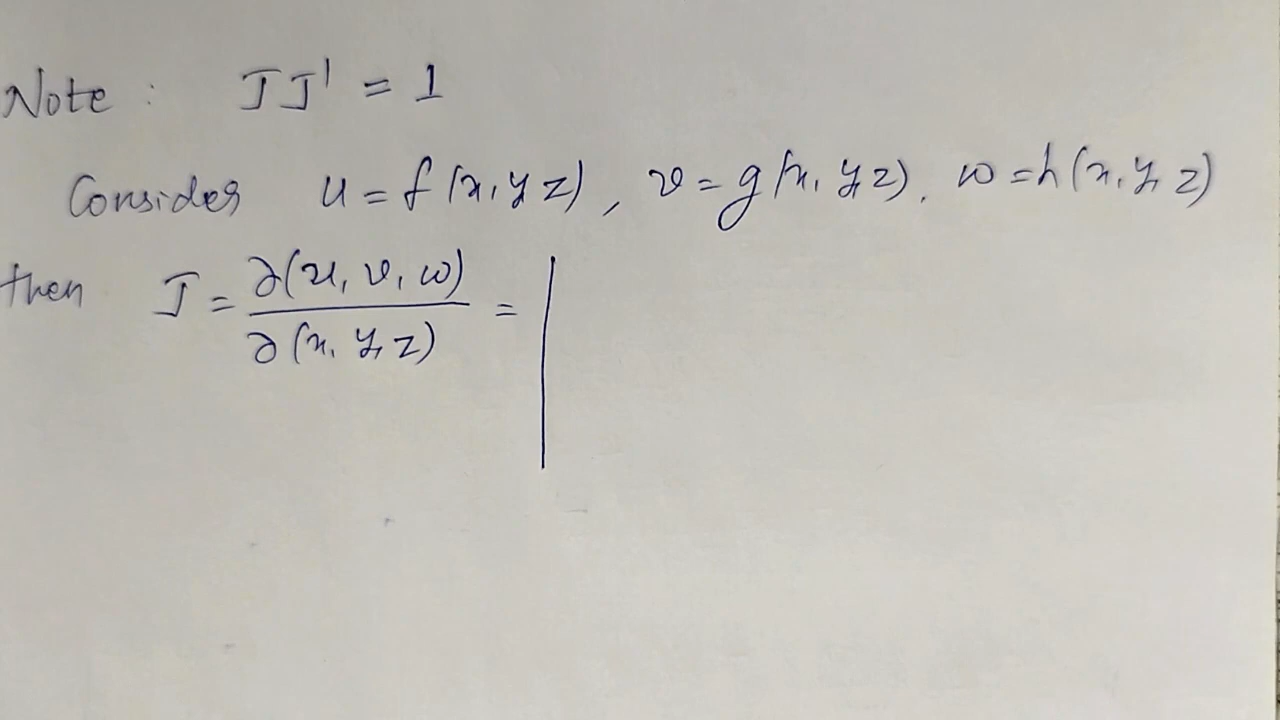 Note : JJ' = 1
Consider u = f(x, y, z), v = g(x, y, z), w = h(x, y, z)
then J = ∂(u, v, w) / ∂(x, y, z) = |